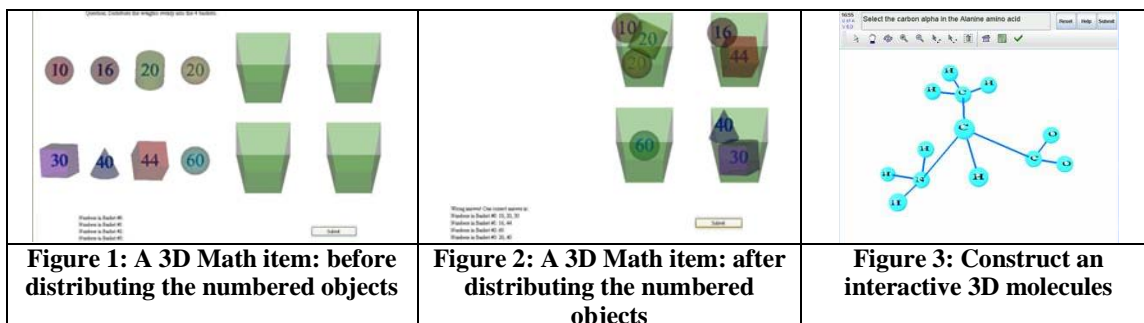 10 16 20 20
30 40 44 60
Submit
10 20 16 44
20
60 40
30
Submit
Select the carbon alpha in the Alanine amino acid
Reset Help Submit
H
H C H
C
H
H N H C O
H O
Figure 1: A 3D Math item: before
distributing the numbered objects
Figure 2: A 3D Math item: after
distributing the numbered
objects
Figure 3: Construct an
interactive 3D molecules